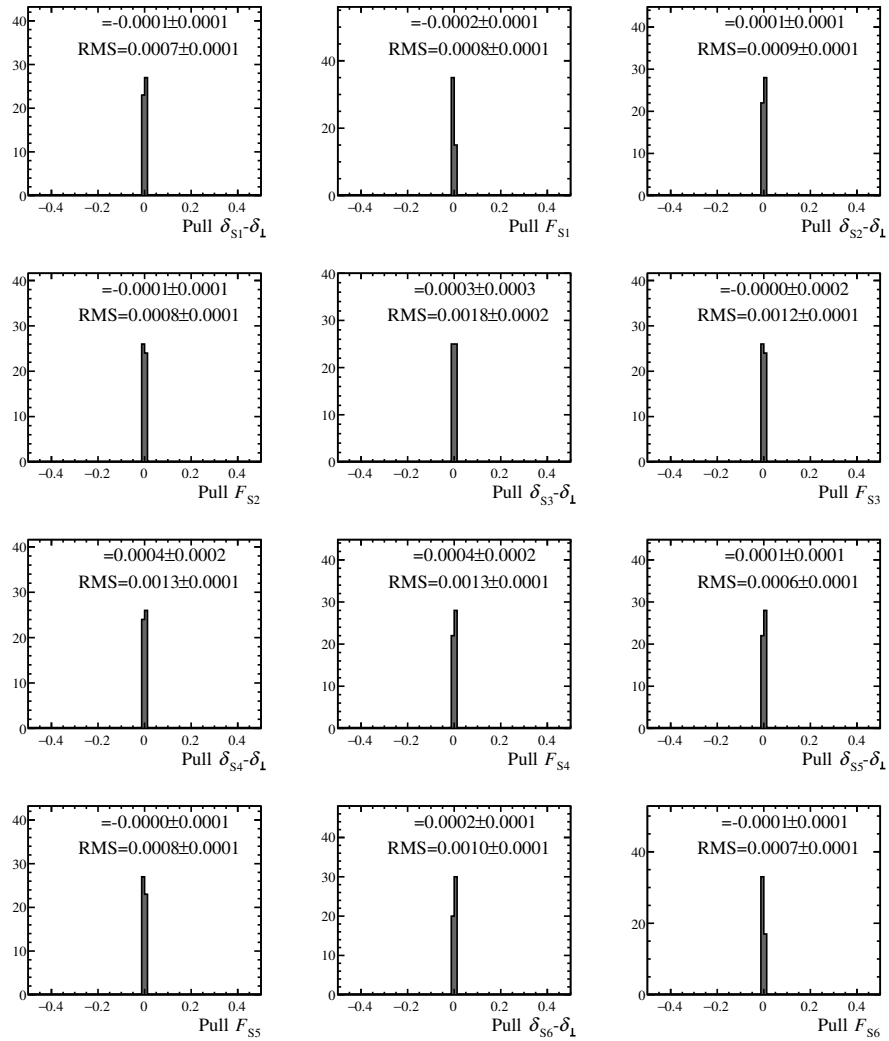 =-0.0001±0.0001
RMS=0.0007±0.0001
40
30
20
10
0
−0.4 −0.2 0 0.2 0.4
Pull δS1-δ⊥
=-0.0002±0.0001
RMS=0.0008±0.0001
40
20
0
−0.4 −0.2 0 0.2 0.4
Pull FS1
=0.0001±0.0001
RMS=0.0009±0.0001
40
30
20
10
0
−0.4 −0.2 0 0.2 0.4
Pull δS2-δ⊥
=-0.0001±0.0001
RMS=0.0008±0.0001
40
30
20
10
0
−0.4 −0.2 0 0.2 0.4
Pull FS2
=0.0003±0.0003
RMS=0.0018±0.0002
40
30
20
10
0
−0.4 −0.2 0 0.2 0.4
Pull δS3-δ⊥
=-0.0000±0.0002
RMS=0.0012±0.0001
40
30
20
10
0
−0.4 −0.2 0 0.2 0.4
Pull FS3
=0.0004±0.0002
RMS=0.0013±0.0001
40
30
20
10
0
−0.4 −0.2 0 0.2 0.4
Pull δS4-δ⊥
=0.0004±0.0002
RMS=0.0013±0.0001
40
30
20
10
0
−0.4 −0.2 0 0.2 0.4
Pull FS4
=0.0001±0.0001
RMS=0.0006±0.0001
40
30
20
10
0
−0.4 −0.2 0 0.2 0.4
Pull δS5-δ⊥
=-0.0000±0.0001
RMS=0.0008±0.0001
40
30
20
10
0
−0.4 −0.2 0 0.2 0.4
Pull FS5
=0.0002±0.0001
RMS=0.0010±0.0001
40
30
20
10
0
−0.4 −0.2 0 0.2 0.4
Pull δS6-δ⊥
=-0.0001±0.0001
RMS=0.0007±0.0001
40
20
0
−0.4 −0.2 0 0.2 0.4
Pull FS6